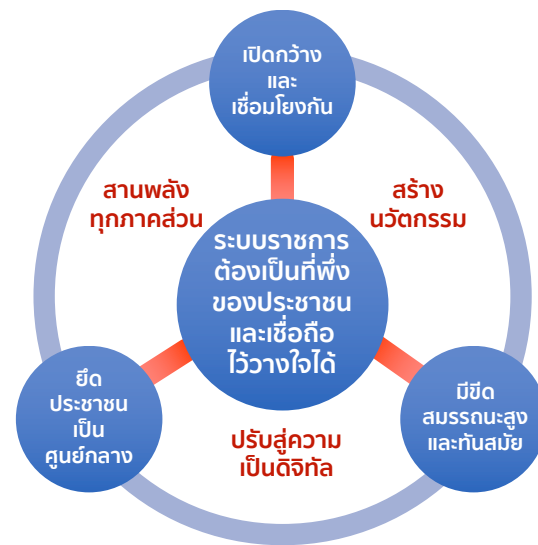 เปิดกว้าง
และ
เชื่อมโยงกัน
สานพลัง
ทุกภาคส่วน
สร้าง
นวัตกรรม
ระบบราชการ
ต้องเป็นที่พึ่ง
ของประชาชน
และเชื่อถือ
ไว้วางใจได้
ยึด
ประชาชน
เป็น
ศูนย์กลาง
มีขีด
สมรรถนะสูง
และทันสมัย
ปรับสู่ความ
เป็นดิจิทัล